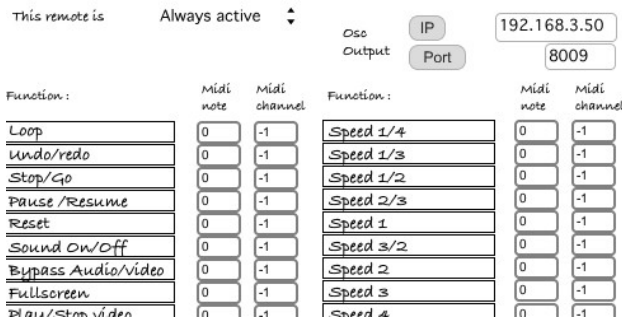 This remote is Always active
Osc Output IP 192.168.3.50
Port 8009
Function : Midi note Midi channel Function : Midi note Midi channel
Loop 0 -1 Speed 1/4 0 -1
Undo/redo 0 -1 Speed 1/3 0 -1
Stop/Go 0 -1 Speed 1/2 0 -1
Pause /Resume 0 -1 Speed 2/3 0 -1
Reset 0 -1 Speed 1 0 -1
Sound On/Off 0 -1 Speed 3/2 0 -1
Bypass Audio/video 0 -1 Speed 2 0 -1
Fullscreen 0 -1 Speed 3 0 -1
Play/Stop video 0 -1 Speed 4 0 -1